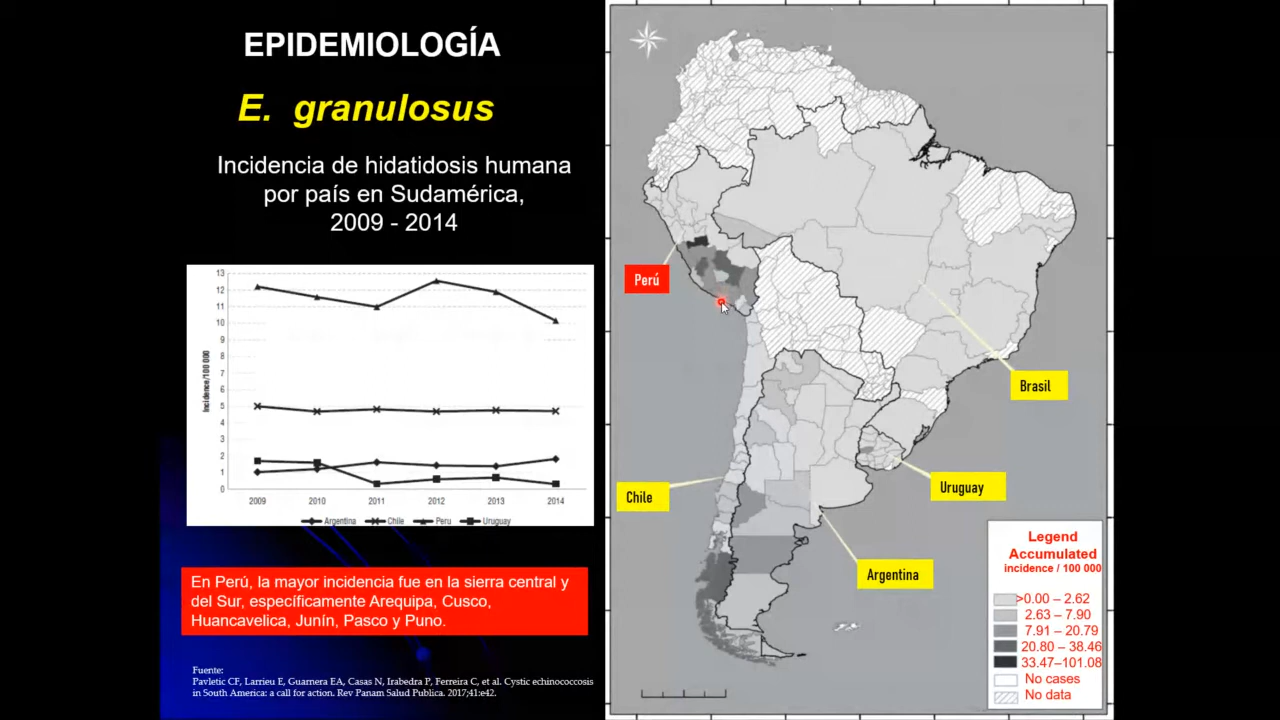 EPIDEMIOLOGÍA
E. granulosus
Incidencia de hidatidosis humana
por país en Sudamérica,
2009 - 2014
Incidence/100 000
13
12
11
10
9
8
7
6
5
4
3
2
1
0
2009 2010 2011 2012 2013 2014
Argentina Chile Peru Uruguay
En Perú, la mayor incidencia fue en la sierra central y
del Sur, específicamente Arequipa, Cusco,
Huancavelica, Junín, Pasco y Puno.
Fuente:
Pavletic CF, Larrieu E, Guarnera EA, Casas N, Irabedra P, Ferreira C, et al. Cystic echinococcosis
in South America: a call for action. Rev Panam Salud Publica. 2017;41:e42.
Perú
Brasil
Chile
Uruguay
Argentina
Legend
Accumulated
incidence / 100 000
>0.00 – 2.62
2.63 – 7.90
7.91 – 20.79
20.80 – 38.46
33.47–101.08
No cases
No data